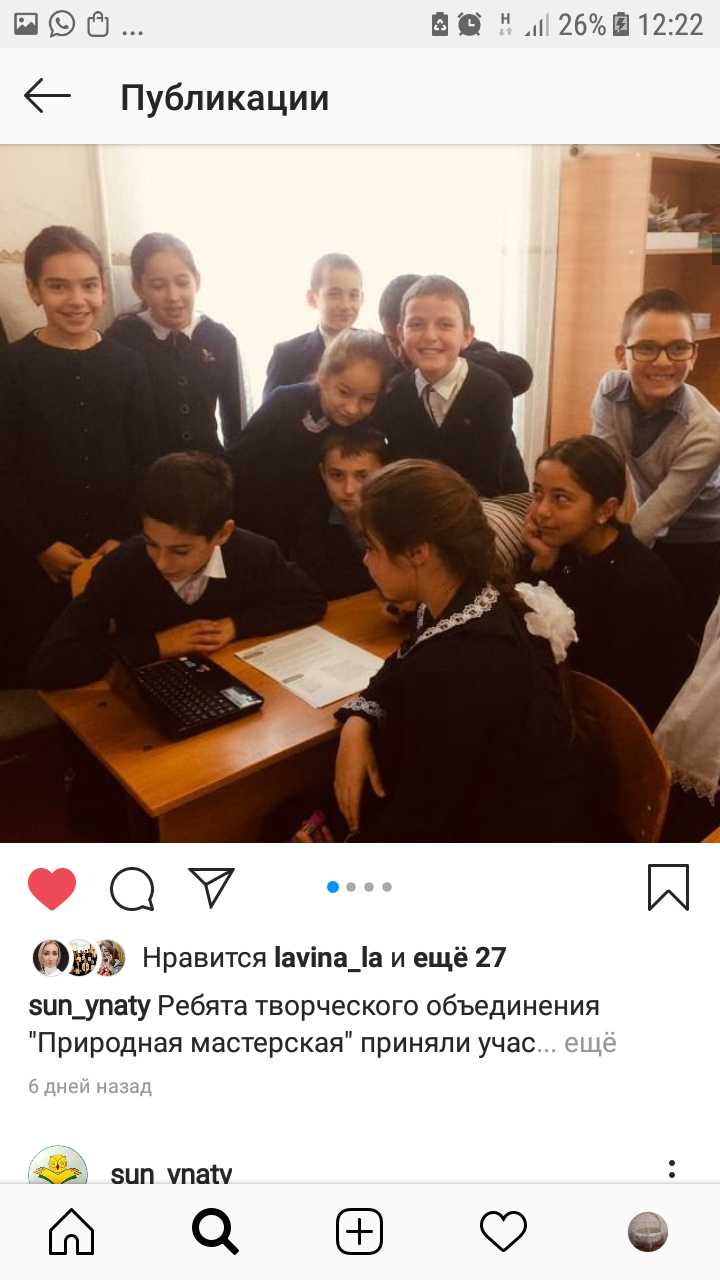 ... H 26% 12:22
Публикации
Нравится lavina_la и ещё 27
sun_ynaty Ребята творческого объединения
"Природная мастерская" приняли учас... ещё
6 дней назад
sun_ynaty